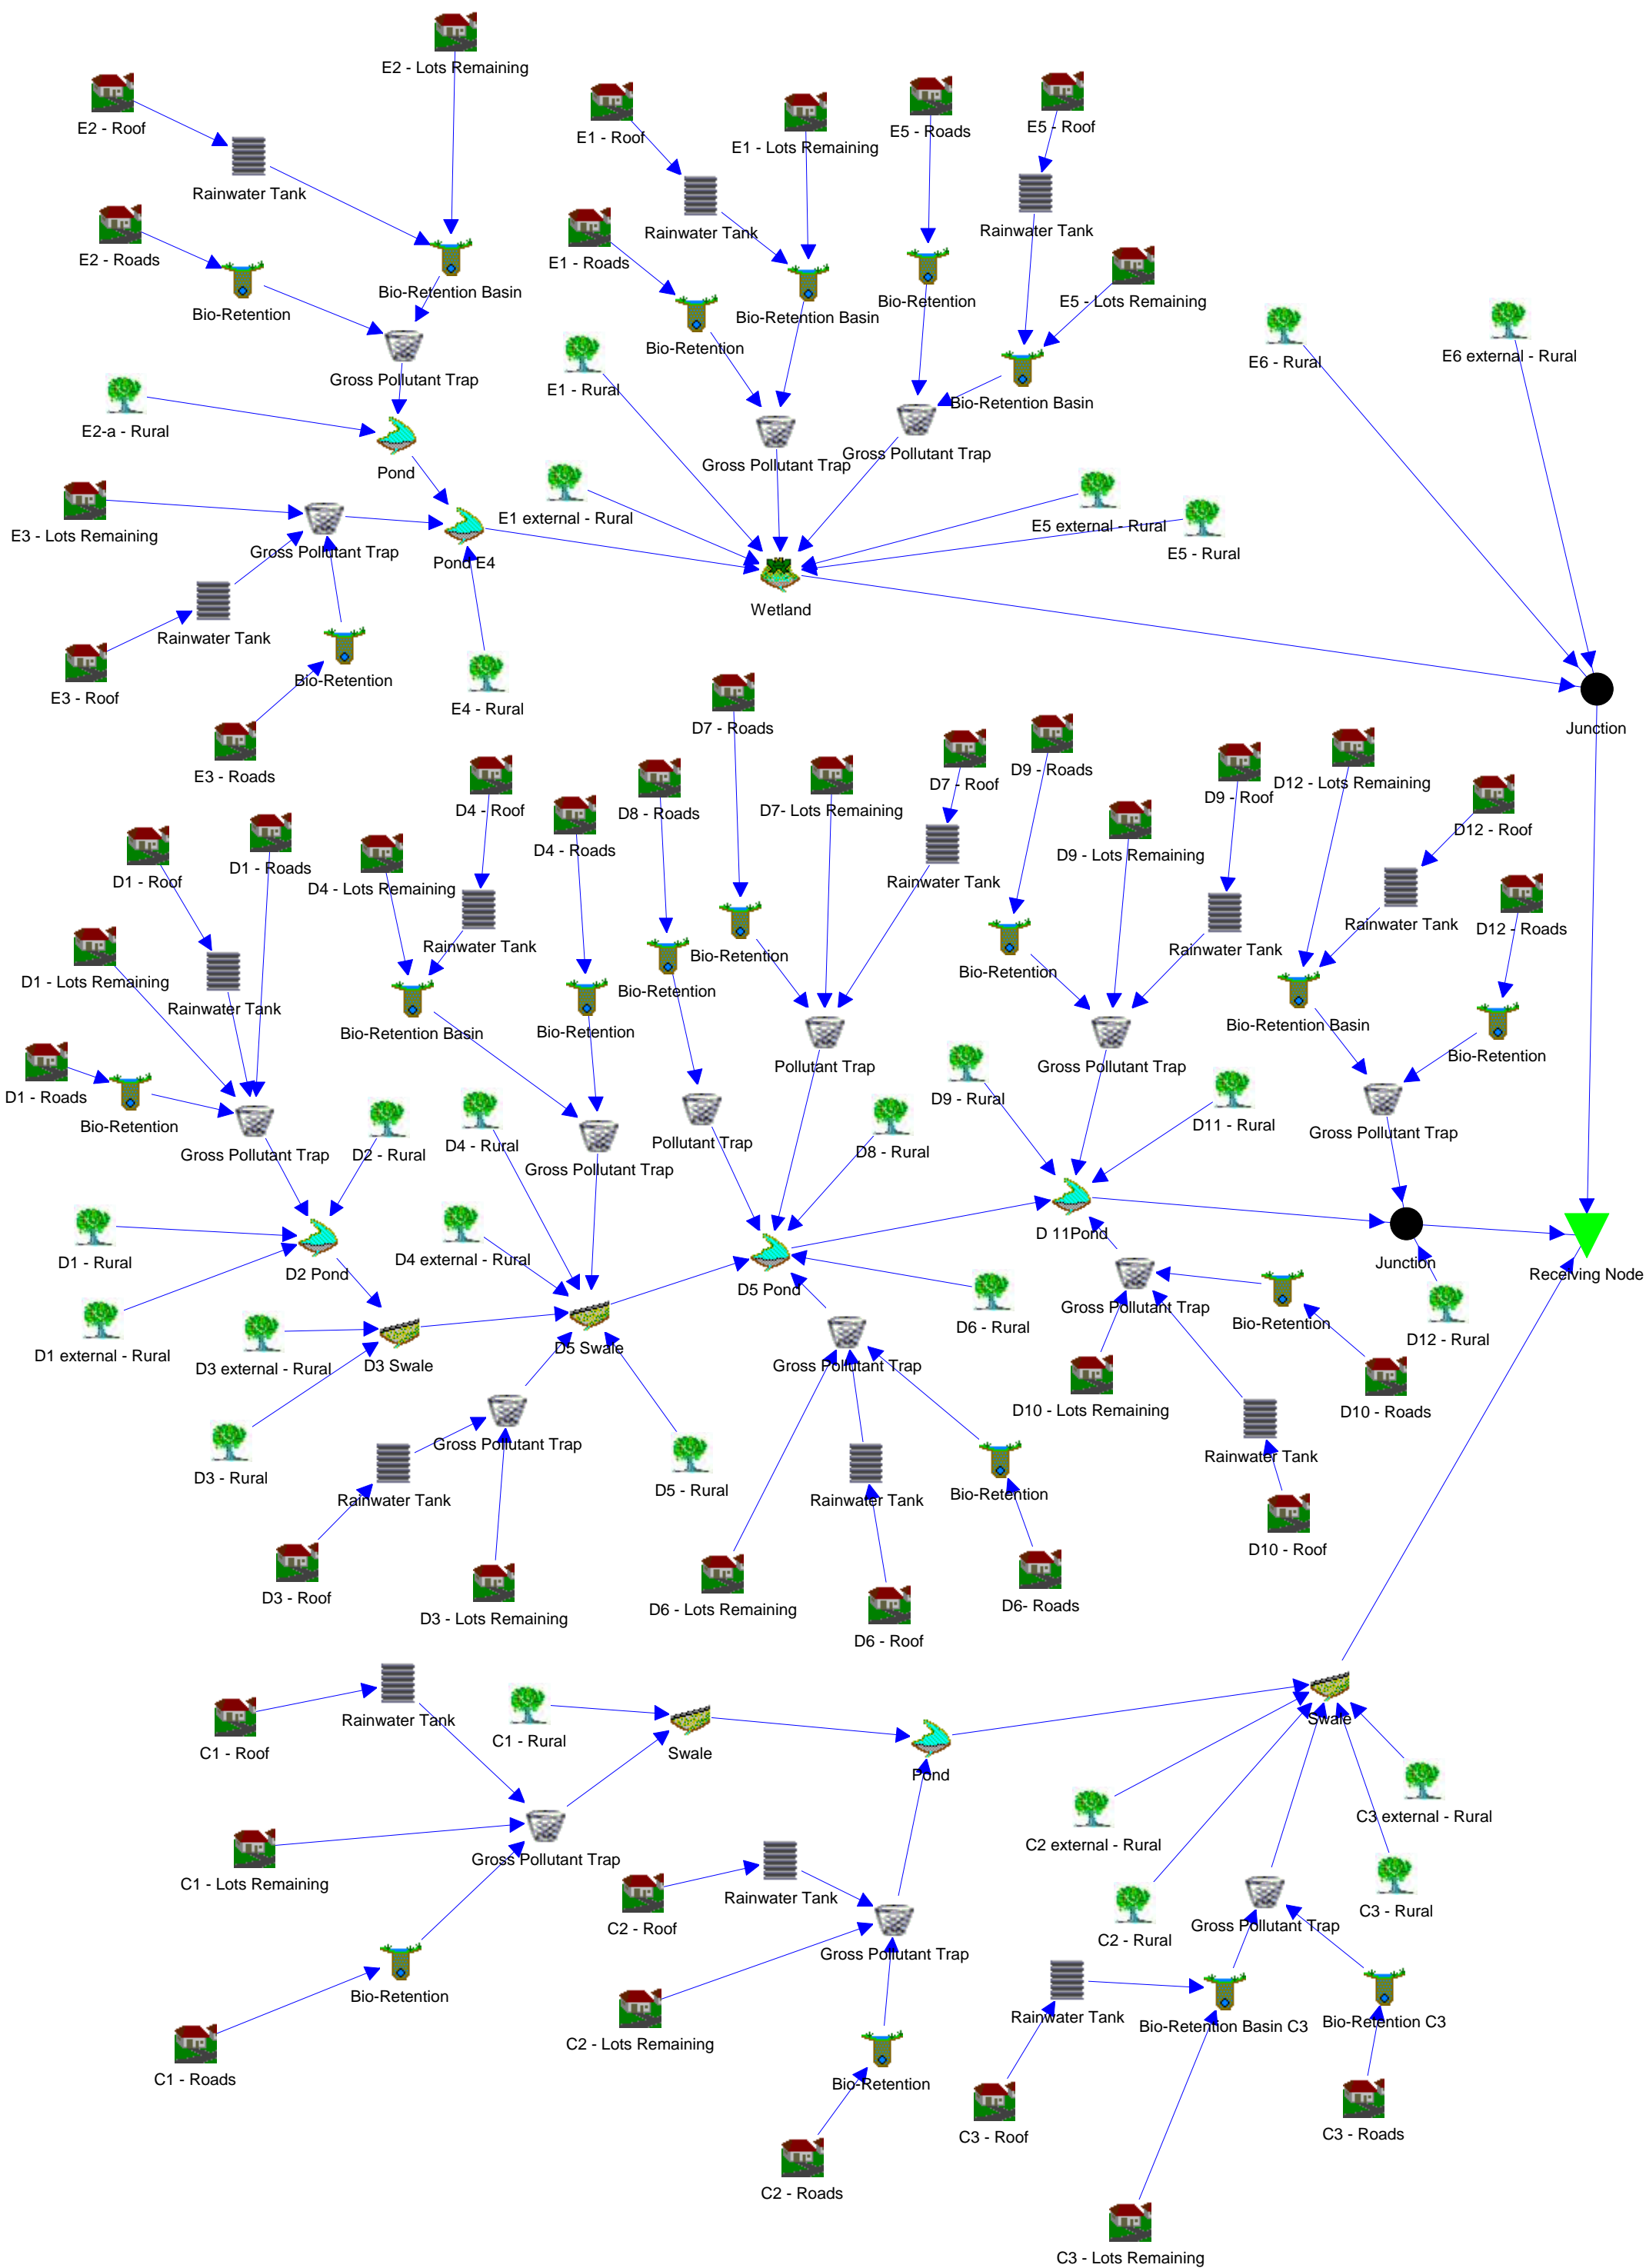 E2 - Lots Remaining
E2 - Roof
E1 - Roof
E1 - Lots Remaining
E5 - Roads
E5 - Roof
Rainwater Tank
Rainwater Tank
Rainwater Tank
E2 - Roads
E1 - Roads
Bio-Retention
Bio-Retention Basin
Bio-Retention
Bio-Retention Basin
E5 - Lots Remaining
Bio-Retention
Gross Pollutant Trap
E1 - Rural
Bio-Retention Basin
E6 - Rural
E6 external - Rural
E2-a - Rural
Pond
Gross Pollutant Trap
Gross Pollutant Trap
E3 - Lots Remaining
Gross Pollutant Trap
Pond E4
E1 external - Rural
E5 external - Rural
E5 - Rural
Wetland
Rainwater Tank
E3 - Roof
Bio-Retention
E4 - Rural
E3 - Roads
D7 - Roads
Junction
D4 - Roof
D8 - Roads
D7- Lots Remaining
D7 - Roof
D9 - Roads
D9 - Roof
D12 - Lots Remaining
D12 - Roof
D1 - Roof
D1 - Roads
D4 - Lots Remaining
D4 - Roads
D9 - Lots Remaining
Rainwater Tank
Rainwater Tank
D12 - Roads
D1 - Lots Remaining
Rainwater Tank
Rainwater Tank
Bio-Retention
Bio-Retention
Bio-Retention
Rainwater Tank
Bio-Retention Basin
Bio-Retention
Bio-Retention Basin
Bio-Retention
D1 - Roads
Bio-Retention
Pollutant Trap
Gross Pollutant Trap
D9 - Rural
D11 - Rural
Gross Pollutant Trap
Gross Pollutant Trap
D2 - Rural
D4 - Rural
Gross Pollutant Trap
Pollutant Trap
D8 - Rural
D1 - Rural
D2 Pond
D4 external - Rural
D5 Pond
D 11Pond
Junction
Receiving Node
D1 external - Rural
D3 external - Rural
D3 Swale
D5 Swale
D6 - Rural
Gross Pollutant Trap
Bio-Retention
D12 - Rural
Gross Pollutant Trap
D10 - Lots Remaining
D10 - Roads
D3 - Rural
Gross Pollutant Trap
Rainwater Tank
D5 - Rural
Rainwater Tank
Bio-Retention
Rainwater Tank
D3 - Roof
D3 - Lots Remaining
D6 - Lots Remaining
D6 - Roof
D6- Roads
D10 - Roof
C1 - Roof
Rainwater Tank
C1 - Rural
Swale
Pond
Swale
C1 - Lots Remaining
Gross Pollutant Trap
C2 external - Rural
C3 external - Rural
C2 - Roof
Rainwater Tank
Gross Pollutant Trap
C2 - Rural
Gross Pollutant Trap
C3 - Rural
Bio-Retention
C1 - Roads
C2 - Lots Remaining
Bio-Retention
Rainwater Tank
Bio-Retention Basin C3
Bio-Retention C3
C2 - Roads
C3 - Roof
C3 - Roads
C3 - Lots Remaining